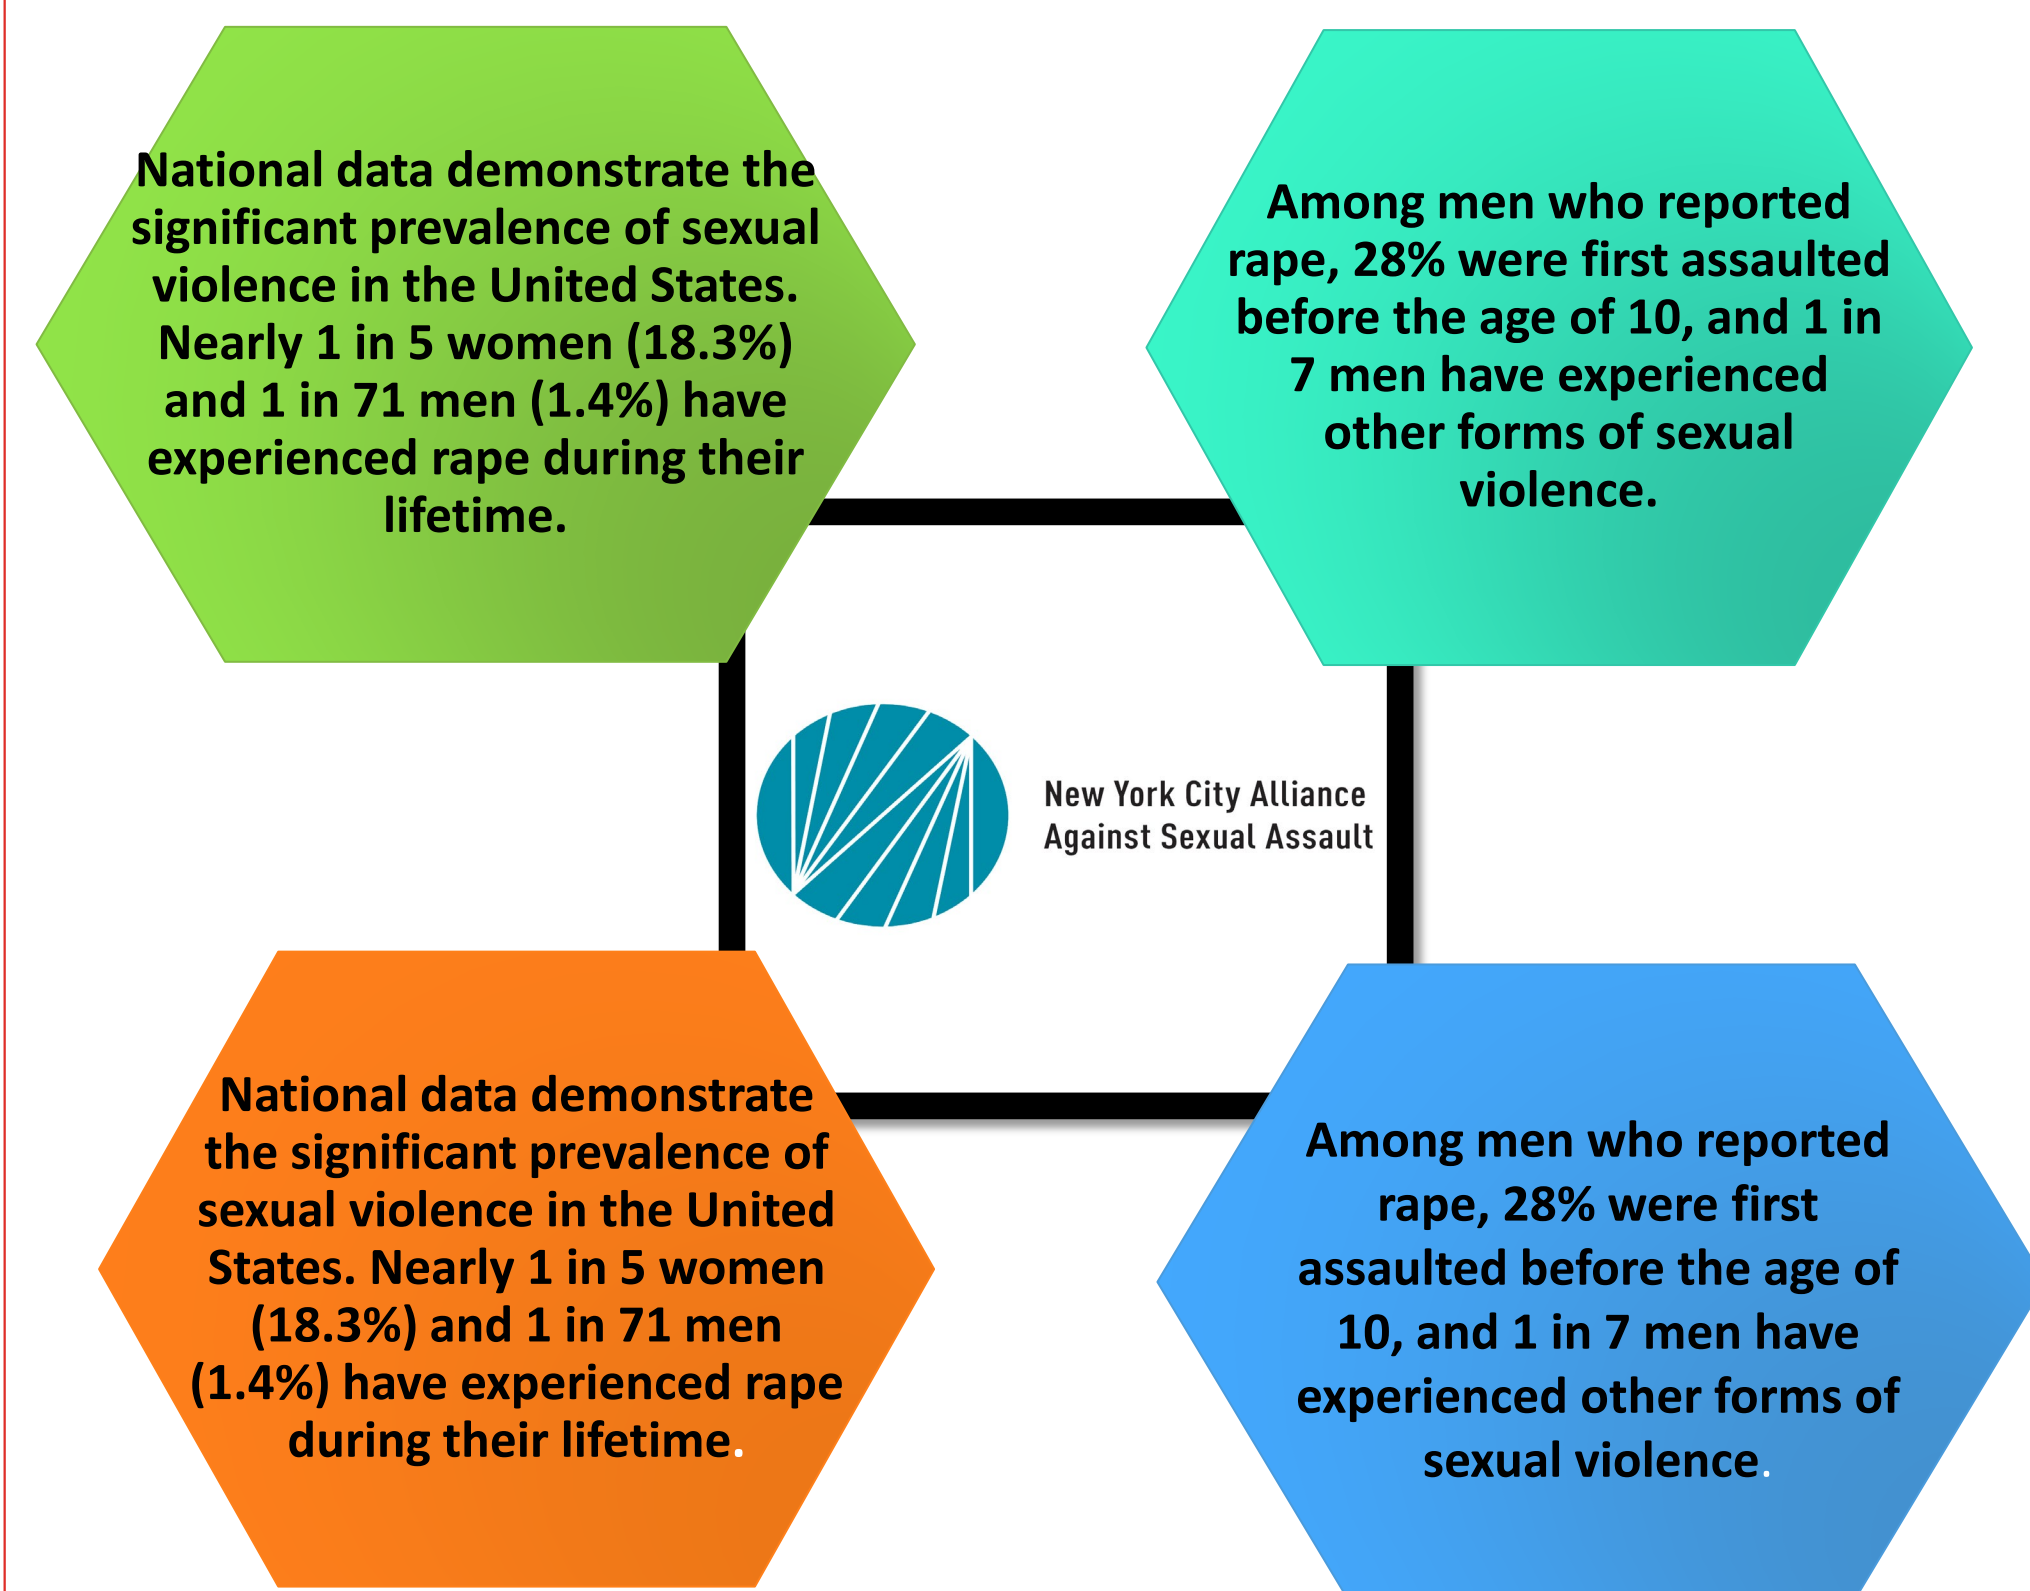 National data demonstrate the
significant prevalence of sexual
violence in the United States.
Nearly 1 in 5 women (18.3%)
and 1 in 71 men (1.4%) have
experienced rape during their
lifetime.
Among men who reported
rape, 28% were first assaulted
before the age of 10, and 1 in
7 men have experienced
other forms of sexual
violence.
New York City Alliance
Against Sexual Assault
National data demonstrate
the significant prevalence of
sexual violence in the United
States. Nearly 1 in 5 women
(18.3%) and 1 in 71 men
(1.4%) have experienced rape
during their lifetime.
Among men who reported
rape, 28% were first
assaulted before the age of
10, and 1 in 7 men have
experienced other forms of
sexual violence.